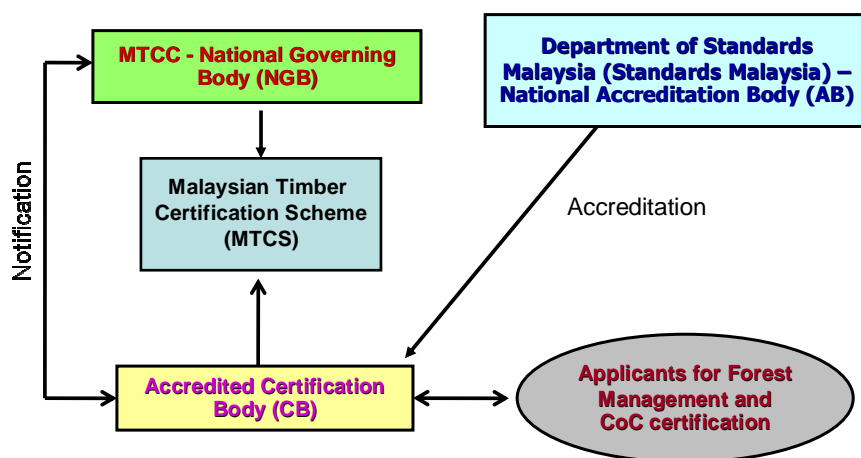 MTCC - National Governing
Body (NGB)
Department of Standards
Malaysia (Standards Malaysia) –
National Accreditation Body (AB)
Notification
Malaysian Timber
Certification Scheme
(MTCS)
Accreditation
Accredited Certification
Body (CB)
Applicants for Forest
Management and
CoC certification